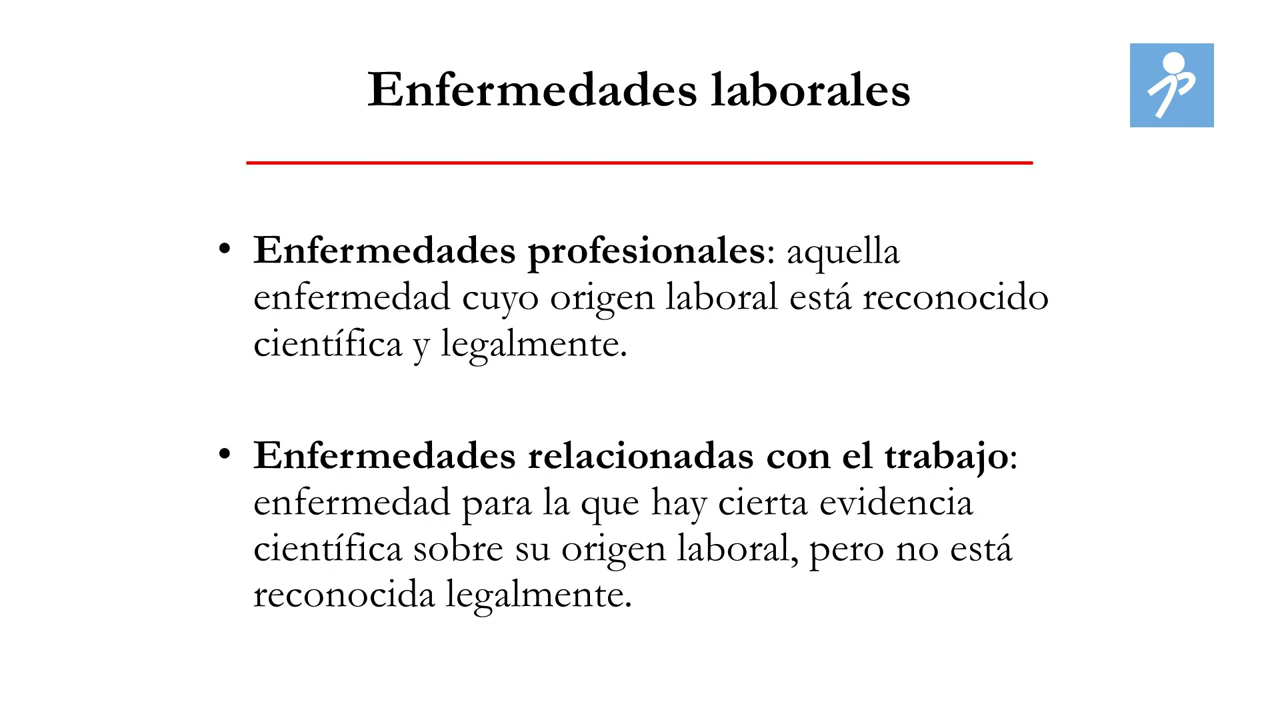 Enfermedades laborales
• Enfermedades profesionales: aquella
enfermedad cuyo origen laboral está reconocido
científica y legalmente.
• Enfermedades relacionadas con el trabajo:
enfermedad para la que hay cierta evidencia
científica sobre su origen laboral, pero no está
reconocida legalmente.